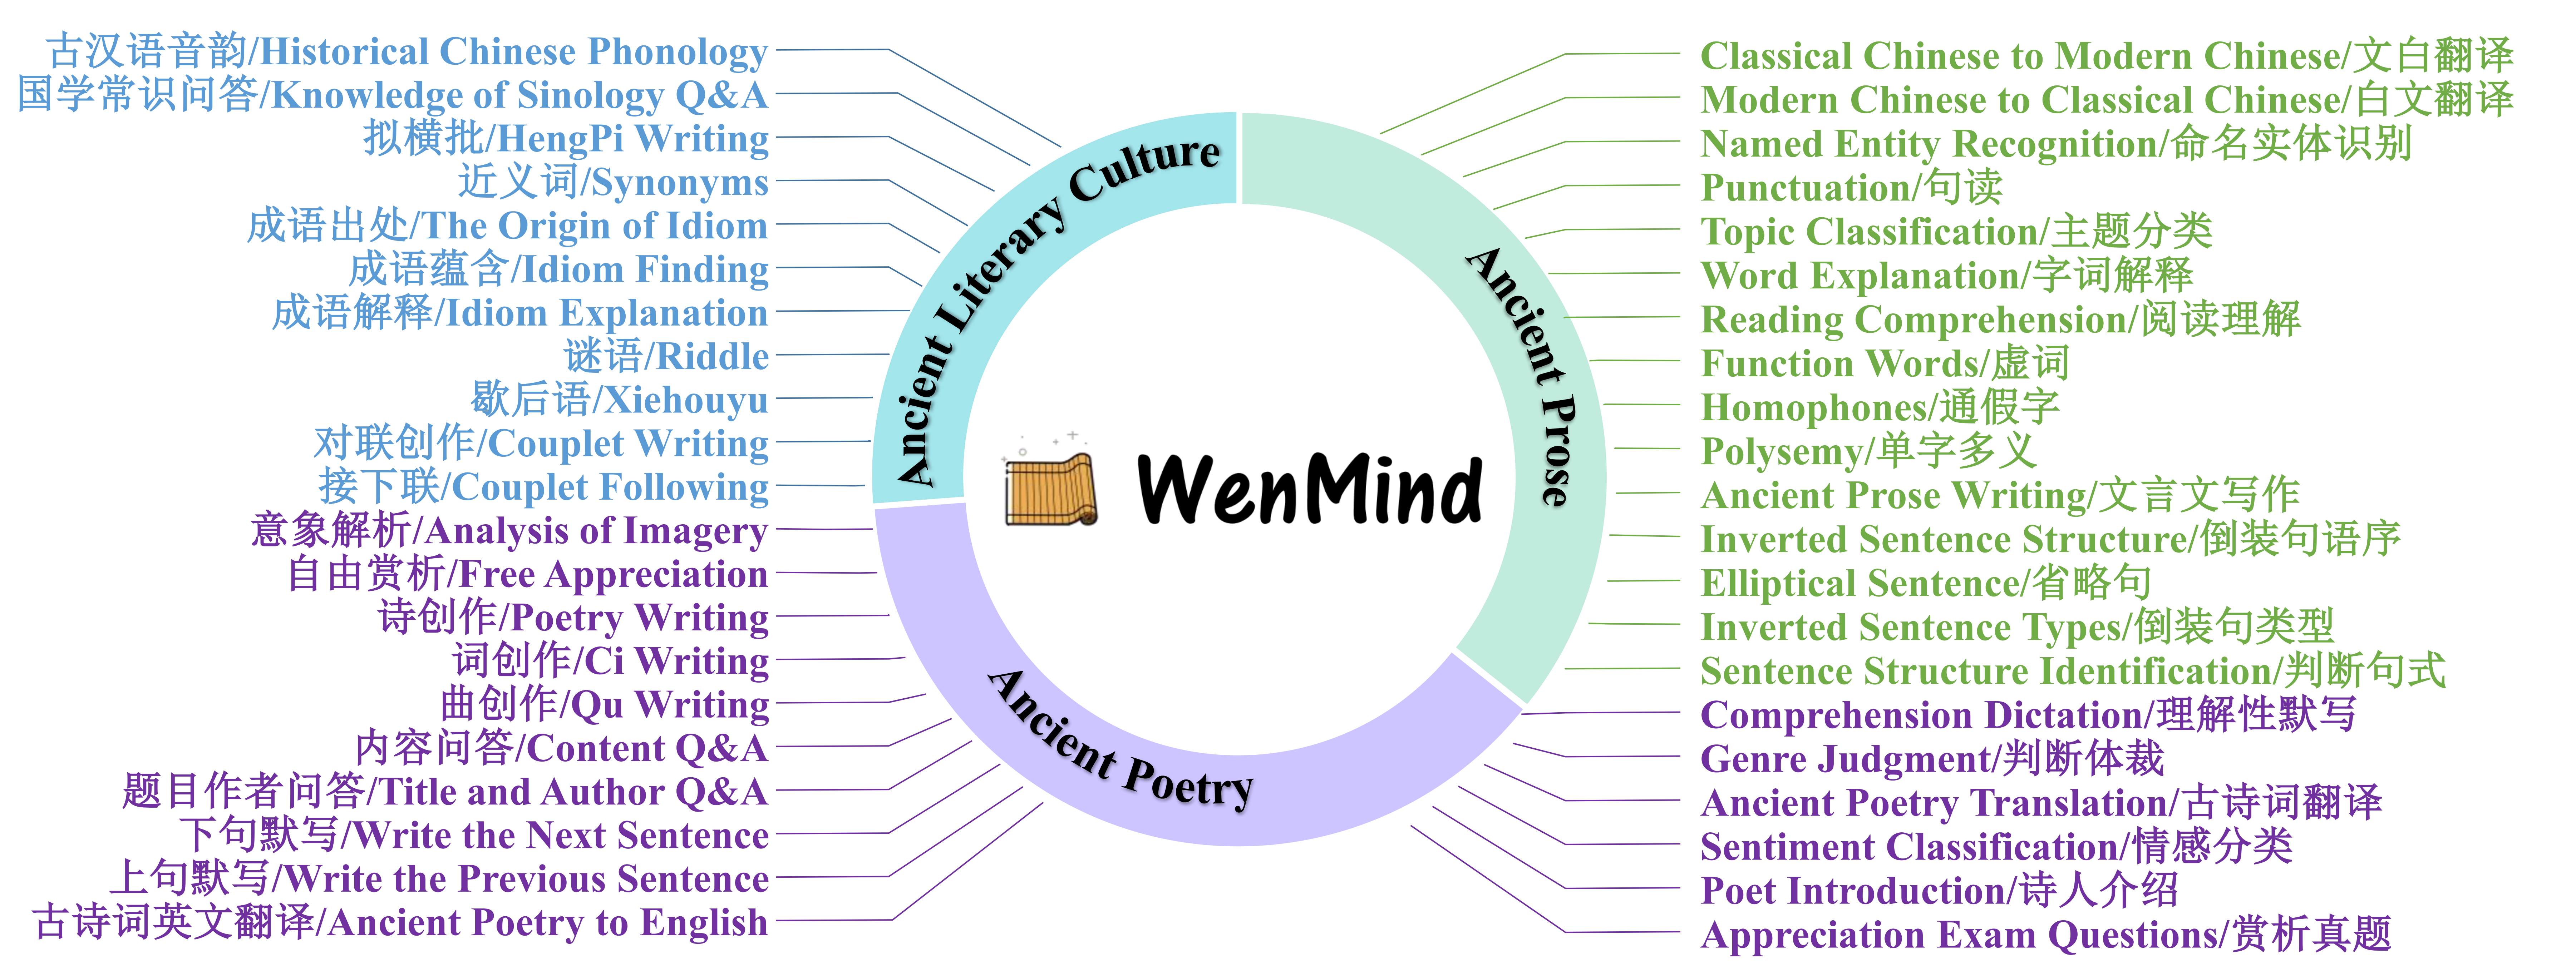 古汉语音韵/Historical Chinese Phonology
国学常识问答/Knowledge of Sinology Q&A
拟横批/HengPi Writing
近义词/Synonyms
成语出处/The Origin of Idiom
成语蕴含/Idiom Finding
成语解释/Idiom Explanation
谜语/Riddle
歇后语/Xiehouyu
对联创作/Couplet Writing
接下联/Couplet Following
意象解析/Analysis of Imagery
自由赏析/Free Appreciation
诗创作/Poetry Writing
词创作/Ci Writing
曲创作/Qu Writing
内容问答/Content Q&A
题目作者问答/Title and Author Q&A
下句默写/Write the Next Sentence
上句默写/Write the Previous Sentence
古诗词英文翻译/Ancient Poetry to English
Ancient Literary Culture
Ancient Prose
WenMind
Ancient Poetry
Classical Chinese to Modern Chinese/文白翻译
Modern Chinese to Classical Chinese/白文翻译
Named Entity Recognition/命名实体识别
Punctuation/句读
Topic Classification/主题分类
Word Explanation/字词解释
Reading Comprehension/阅读理解
Function Words/虚词
Homophones/通假字
Polysemy/单字多义
Ancient Prose Writing/文言文写作
Inverted Sentence Structure/倒装句语序
Elliptical Sentence/省略句
Inverted Sentence Types/倒装句类型
Sentence Structure Identification/判断句式
Comprehension Dictation/理解性默写
Genre Judgment/判断体裁
Ancient Poetry Translation/古诗词翻译
Sentiment Classification/情感分类
Poet Introduction/诗人介绍
Appreciation Exam Questions/赏析真题